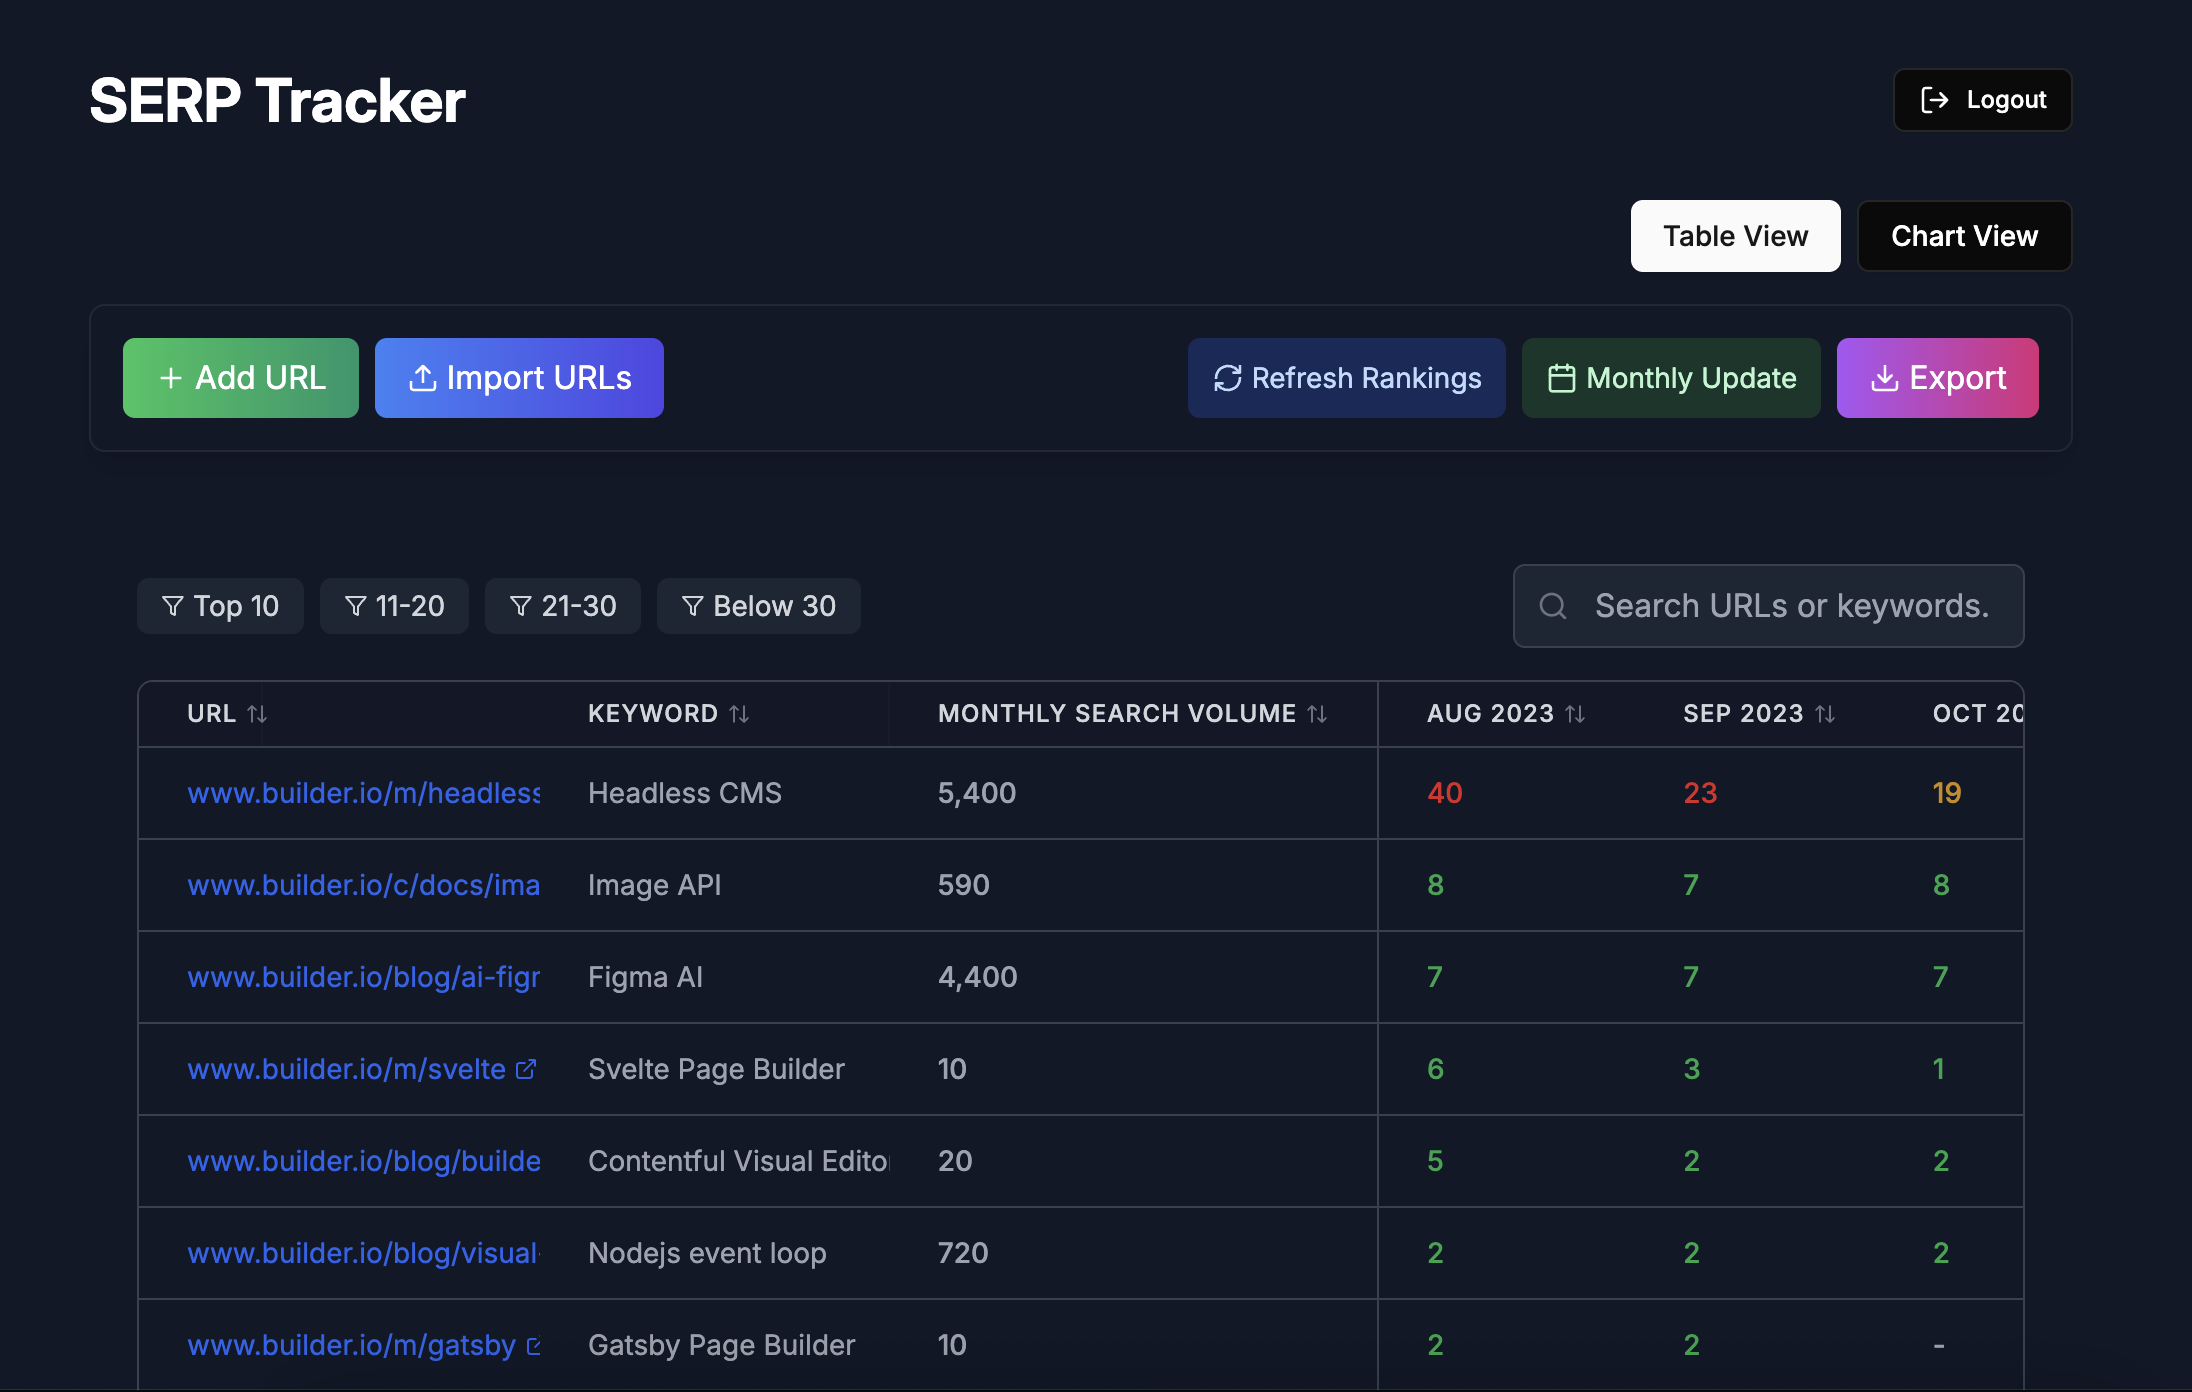 SERP Tracker
Logout
Table View
Chart View
+ Add URL
Import URLs
Refresh Rankings
Monthly Update
Export
Top 10
11-20
21-30
Below 30
Search URLs or keywords.
URL KEYWORD MONTHLY SEARCH VOLUME AUG 2023 SEP 2023 OCT 20
www.builder.io/m/headless Headless CMS 5,400 40 23 19
www.builder.io/c/docs/ima Image API 590 8 7 8
www.builder.io/blog/ai-fig Figma AI 4,400 7 7 7
www.builder.io/m/svelte Svelte Page Builder 10 6 3 1
www.builder.io/blog/builde Contentful Visual Edito 20 5 2 2
www.builder.io/blog/visual- Nodejs event loop 720 2 2 2
www.builder.io/m/gatsby Gatsby Page Builder 10 2 2 -